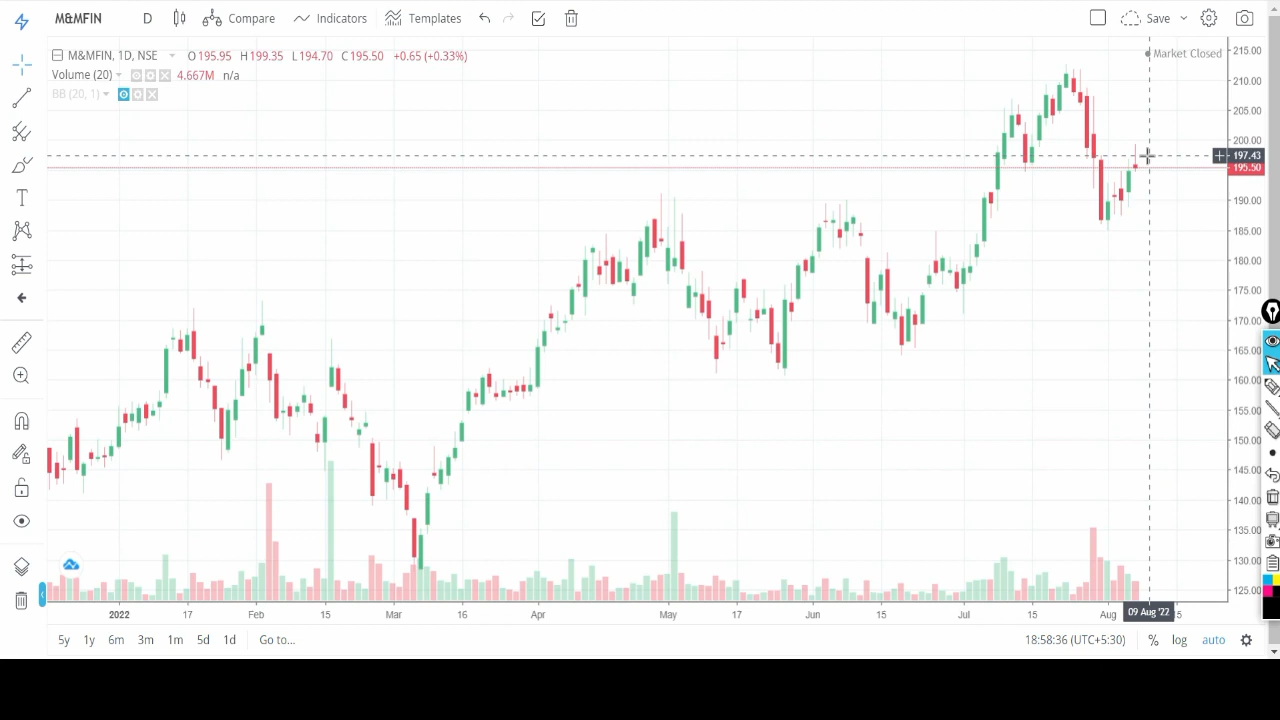 M&MFIN D Compare Indicators Templates Save
M&MFIN, 1D, NSE O195.95 H199.35 L194.70 C195.50 +0.65 (+0.33%)
Market Closed
Volume (20) 4.667M n/a
BB (20, 1)
215.00
210.00
205.00
200.00
197.43
195.50
190.00
185.00
180.00
175.00
170.00
165.00
160.00
155.00
150.00
145.00
140.00
135.00
130.00
125.00
2022 17 Feb 15 Mar 16 Apr May 17 Jun 15 Jul 15 Aug 09 Aug '22 5
5y 1y 6m 3m 1m 5d 1d Go to... 18:58:36 (UTC+5:30) % log auto